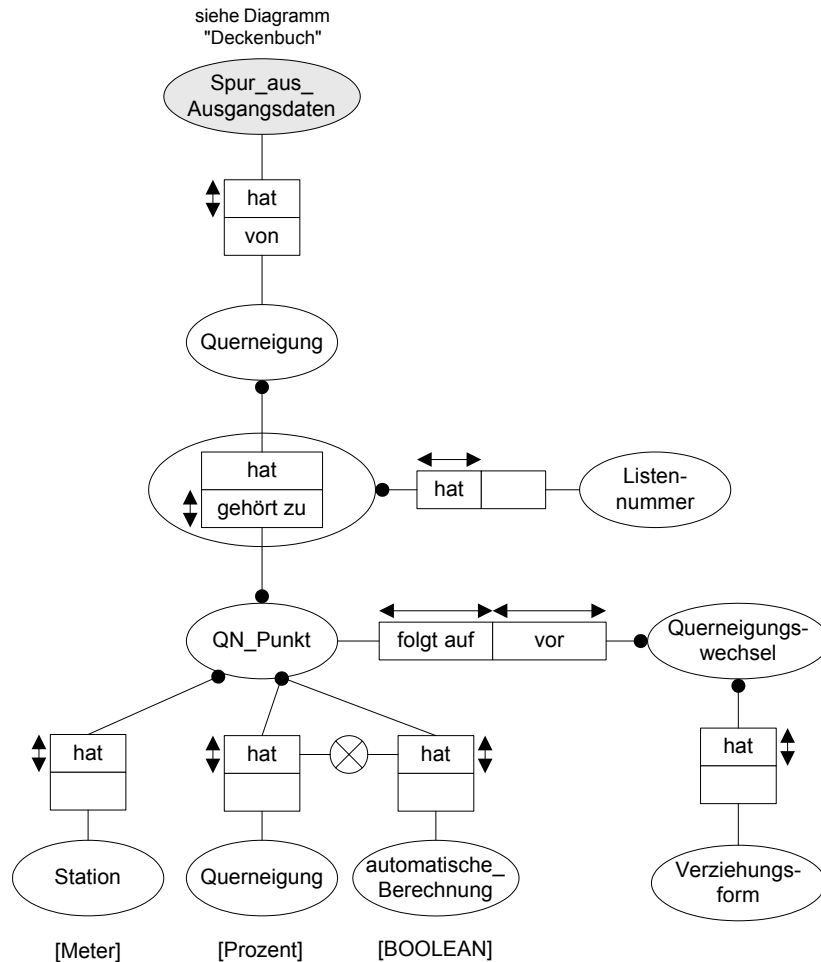 siehe Diagramm
"Deckenbuch"
Spur_aus_
Ausgangsdaten
hat
von
Querneigung
hat
gehört zu
hat
Listen-
nummer
QN_Punkt
folgt auf
vor
Querneigungs-
wechsel
hat
hat
hat
hat
Station
Querneigung
automatische_
Berechnung
Verziehungs-
form
[Meter]
[Prozent]
[BOOLEAN]